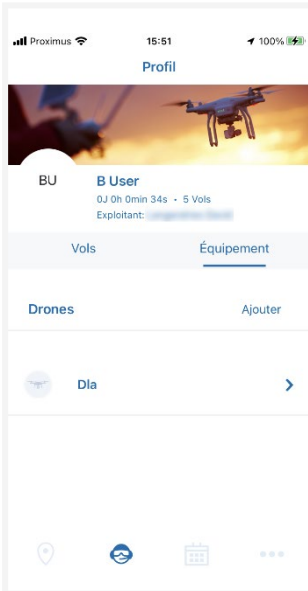 Proximus 15:51 100%
Profil
BU
B User
0J 0h 0min 34s • 5 Vols
Exploitant:
Vols Équipement
Drones Ajouter
Dla